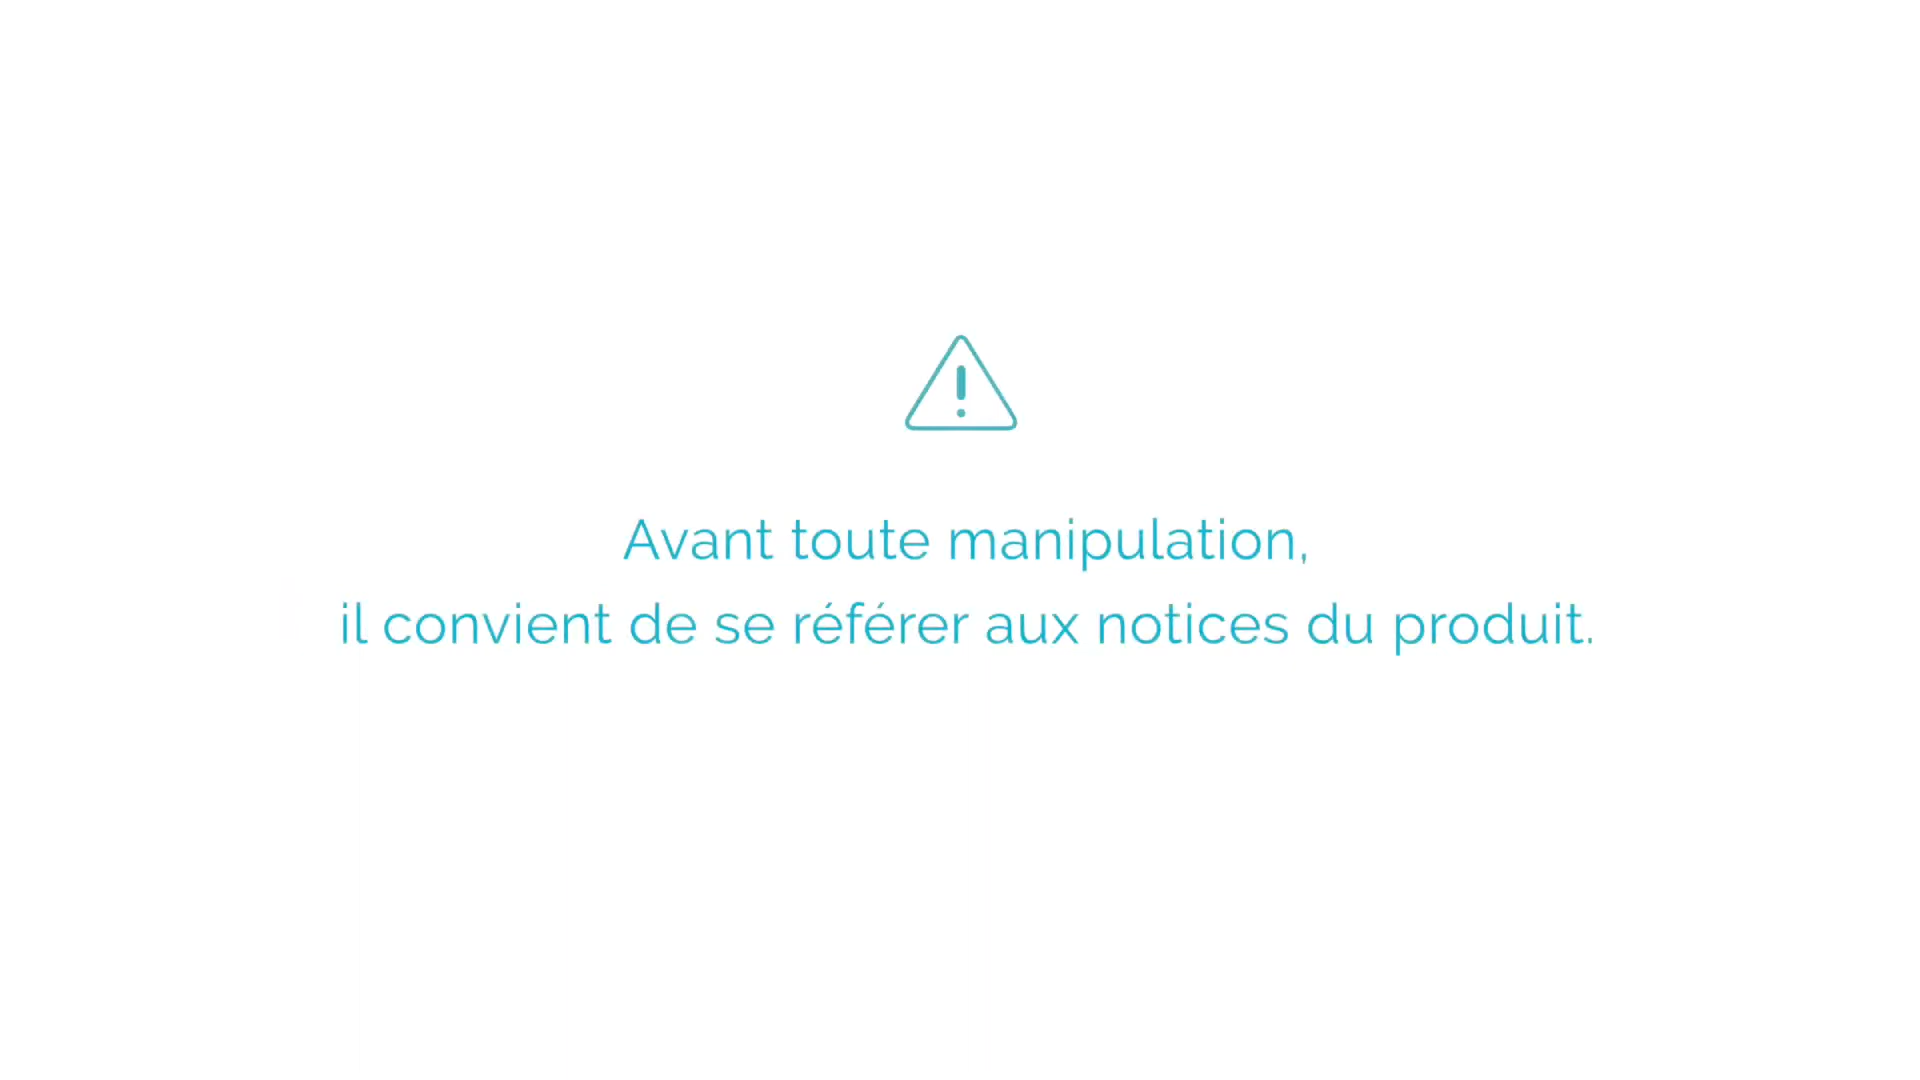 Avant toute manipulation,
il convient de se référer aux notices du produit.